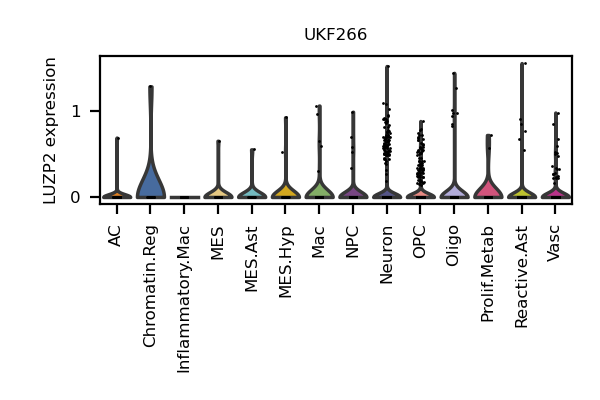 UKF266
LUZP2 expression
1
0
AC
Chromatin.Reg
Inflammatory.Mac
MES
MES.Ast
MES.Hyp
Mac
NPC
Neuron
OPC
Oligo
Prolif.Metab
Reactive.Ast
Vasc